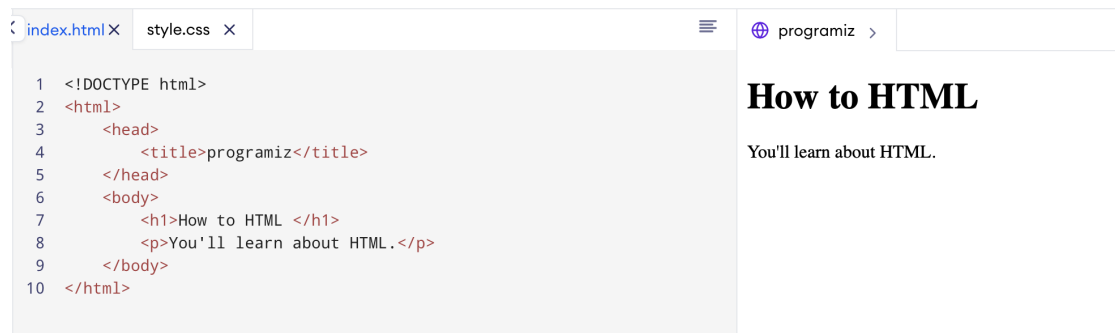 index.html
style.css
programiz
1 <!DOCTYPE html>
2 <html>
3 <head>
4 <title>programiz</title>
5 </head>
6 <body>
7 <h1>How to HTML </h1>
8 <p>You'll learn about HTML.</p>
9 </body>
10 </html>
How to HTML
You'll learn about HTML.